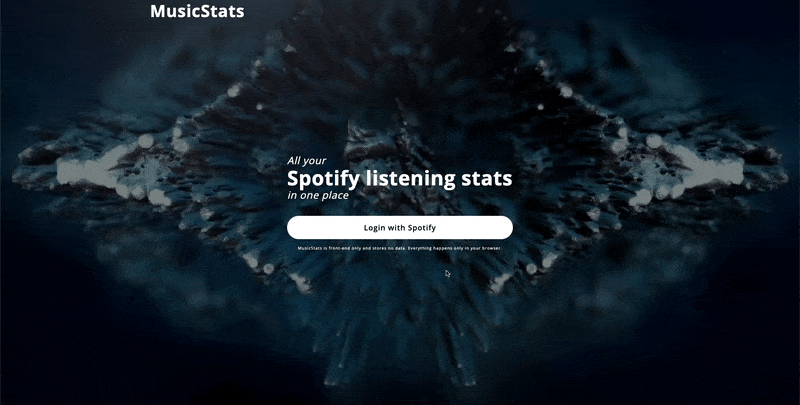 MusicStats
All your
Spotify listening stats
in one place
Login with Spotify
MusicStats is front-end only and stores no data. Everything happens only in your browser.